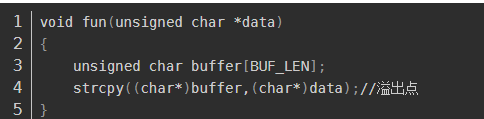 1 void fun(unsigned char *data)
2 {
3     unsigned char buffer[BUF_LEN];
4     strcpy((char*)buffer,(char*)data);//溢出点
5 }